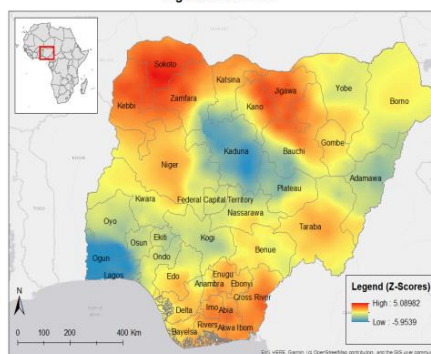 Sokoto
Katsina
Jigawa
Yobe
Borno
Kebbi
Zamfara
Kano
Kaduna
Bauchi
Gombe
Niger
Adamawa
Plateau
Kwara
Federal Capital Territory
Nassarawa
Oyo
Taraba
Ekiti
Kogi
Osun
Benue
Ogun
Ondo
Lagos
Edo
Enugu
Anambra
Ebonyi
Cross River
Delta
Imo
Abia
Rivers
Akwa Ibom
Bayelsa
N
0 100 200 400 Km
Legend (Z-Scores)
High : 5.08982
Low : -5.9539